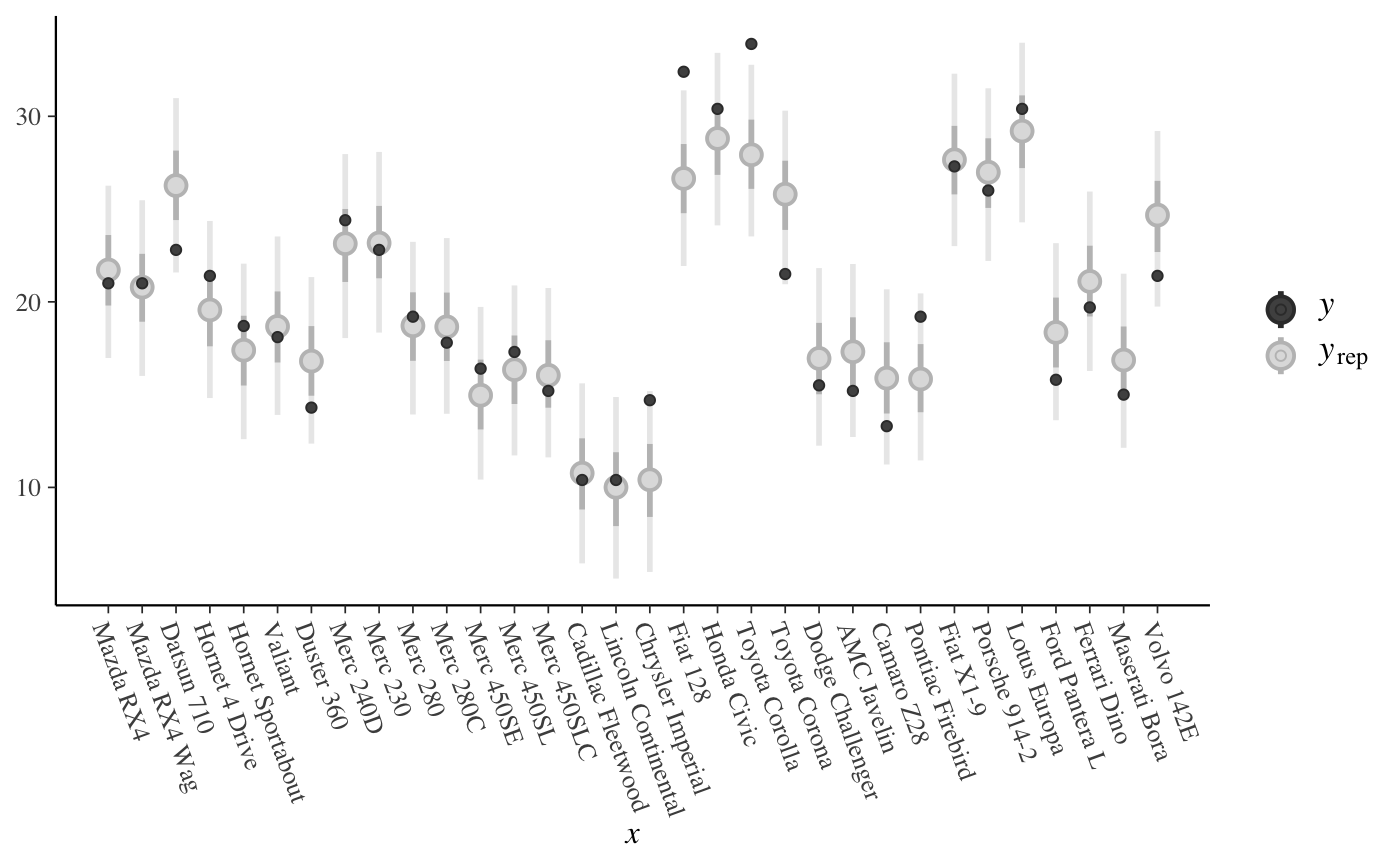 30
20
10
Mazda RX4
Mazda RX4 Wag
Datsun 710
Hornet 4 Drive
Hornet Sportabout
Valiant
Duster 360
Merc 240D
Merc 230
Merc 280
Merc 280C
Merc 450SE
Merc 450SL
Merc 450SLC
Cadillac Fleetwood
Lincoln Continental
Chrysler Imperial
Fiat 128
Honda Civic
Toyota Corolla
Toyota Corona
Dodge Challenger
AMC Javelin
Camaro Z28
Pontiac Firebird
Fiat X1-9
Porsche 914-2
Lotus Europa
Ford Pantera L
Ferrari Dino
Maserati Bora
Volvo 142E
x
y
yrep